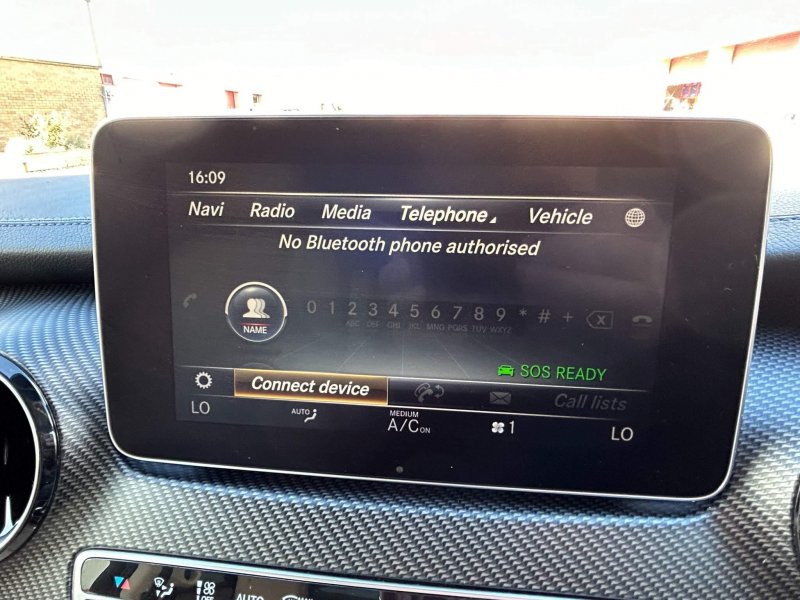 16:09
Navi Radio Media Telephone Vehicle
No Bluetooth phone authorised
NAME
0 1 2 3 4 5 6 7 8 9 * # +
ABC DEF GHI JKL MNO PQRS TUV WXYZ
SOS READY
Connect device Call lists
LO AUTO MEDIUM
A/C ON 1 LO
AUTO